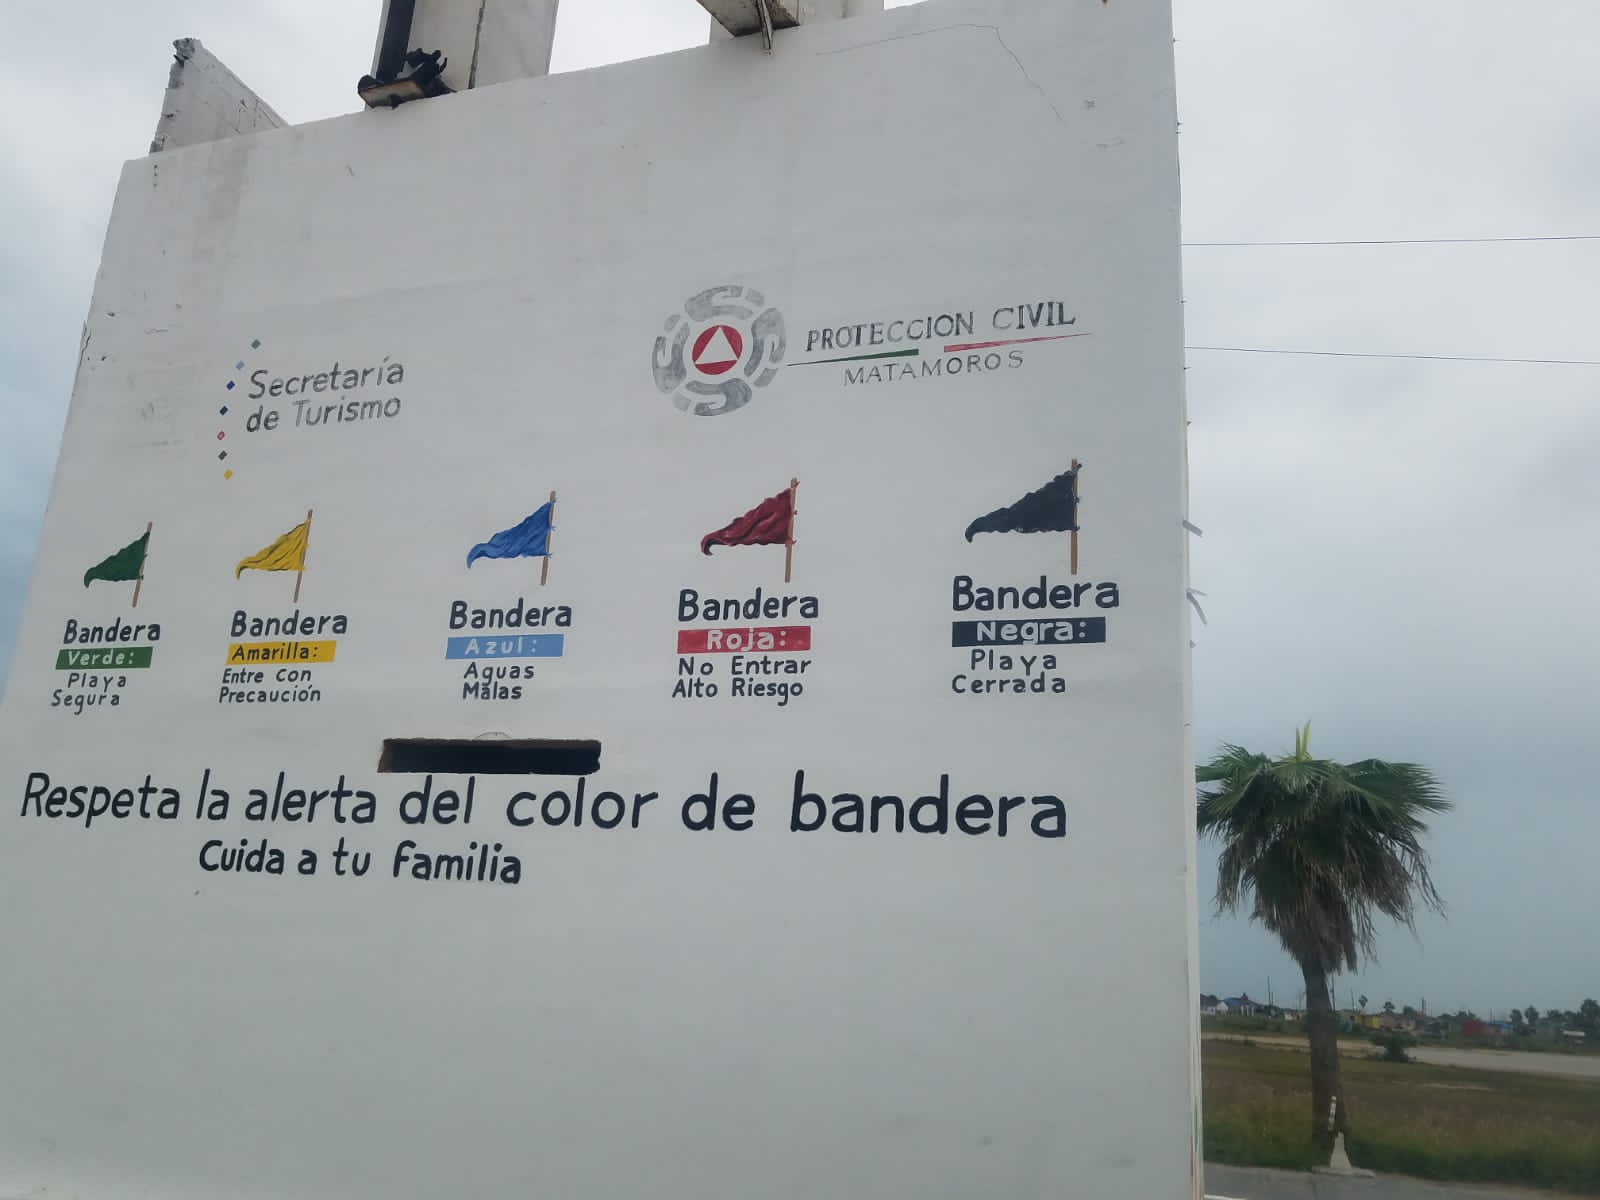 Secretaría
de Turismo
PROTECCION CIVIL
MATAMOROS
Bandera
Verde:
Playa
Segura
Bandera
Amarilla:
Entre Con
Precaución
Bandera
Azul:
Aguas
Malas
Bandera
Roja:
No Entrar
Alto Riesgo
Bandera
Negra:
Playa
Cerrada
Respeta la alerta del color de bandera
Cuida a tu familia